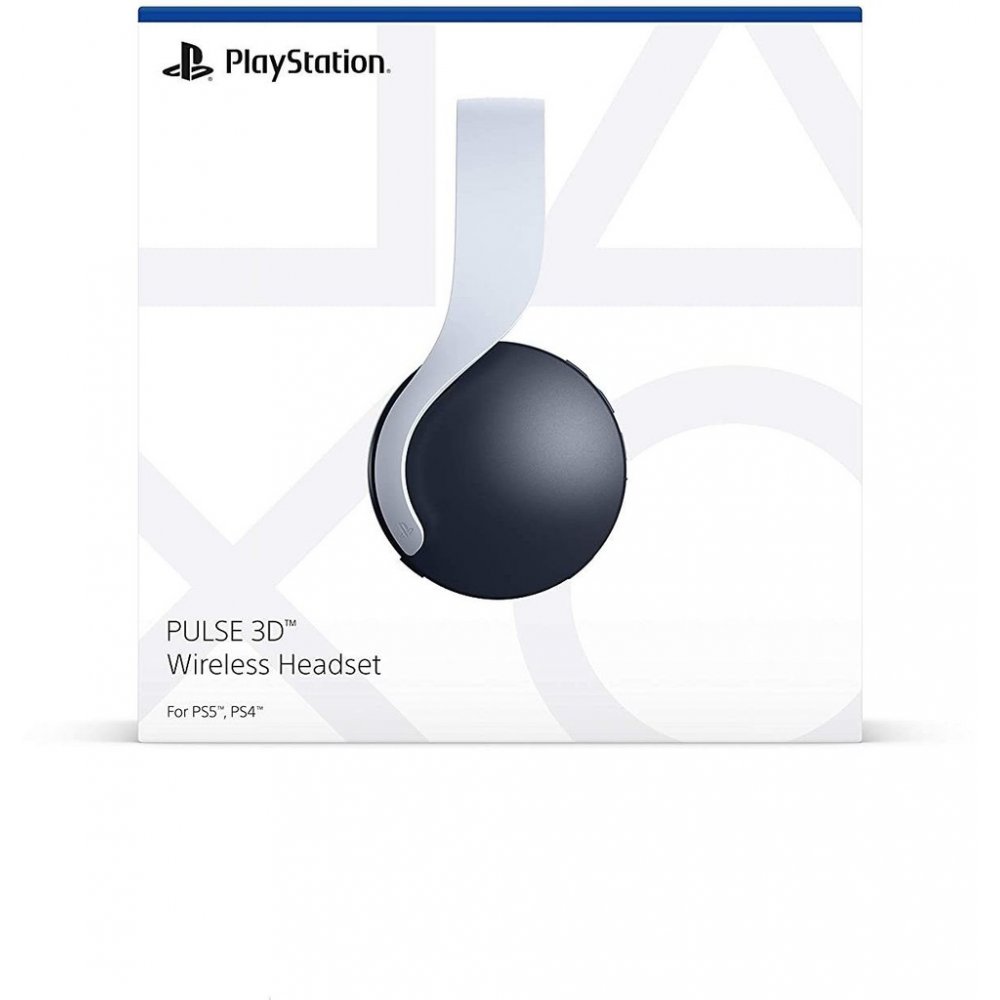 PlayStation®
PULSE 3D™
Wireless Headset
For PS5™, PS4™